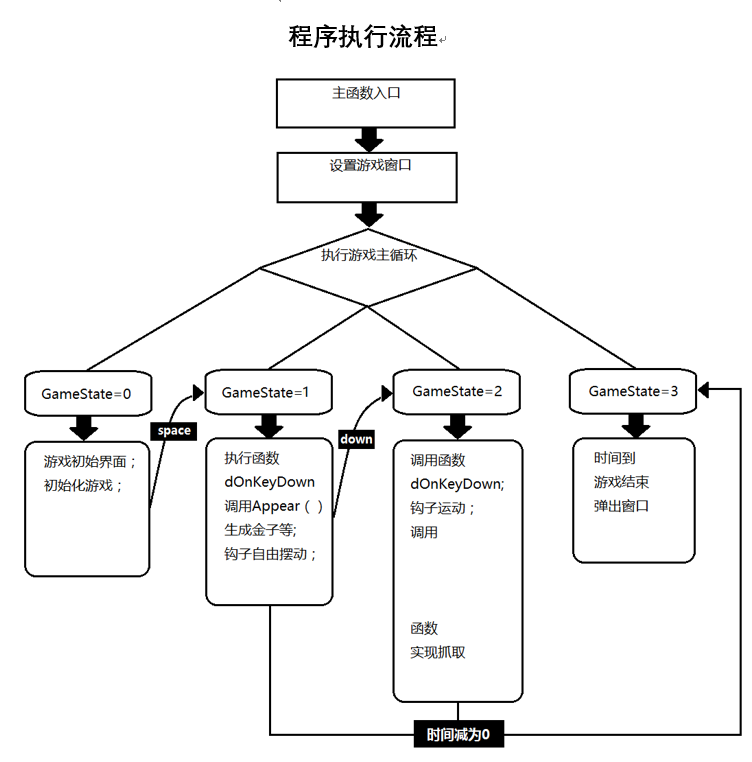 程序执行流程
主函数入口
设置游戏窗口
执行游戏主循环
GameState=0
GameState=1
GameState=2
GameState=3
space
down
游戏初始界面；
初始化游戏；
执行函数
dOnKeyDown
调用Appear（）
生成金子等;
钩子自由摆动；
调用函数
dOnKeyDown;
钩子运动；
调用
函数
实现抓取
时间到
游戏结束
弹出窗口
时间减为0